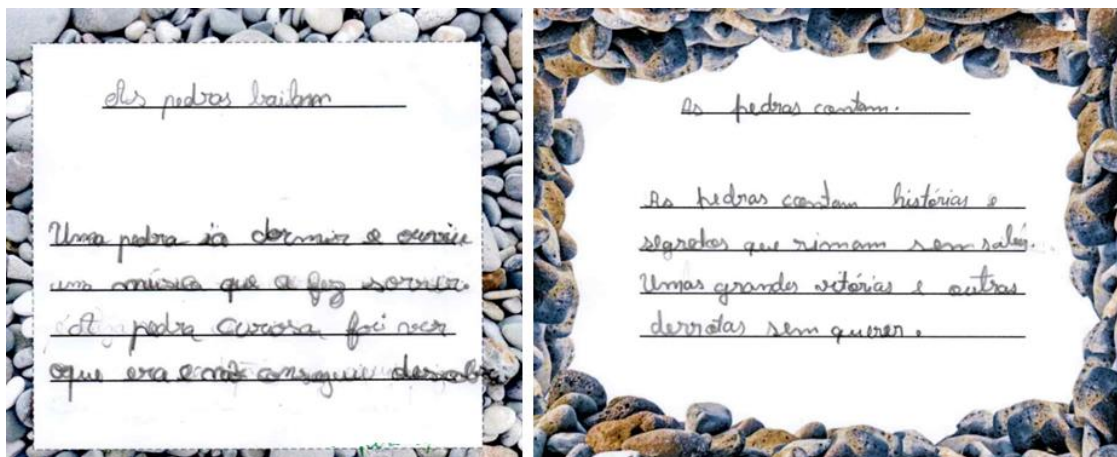 As pedras bailam
Uma pedra ia dormir e ouviu
uma música que a fez sorrir.
A pedra curiosa foi ver
oque era e não conseguiu descobrir
As pedras contam.
As pedras contam histórias e
segredos que rimam sem saber.
Umas grandes vitórias e outras
derrotas sem querer.